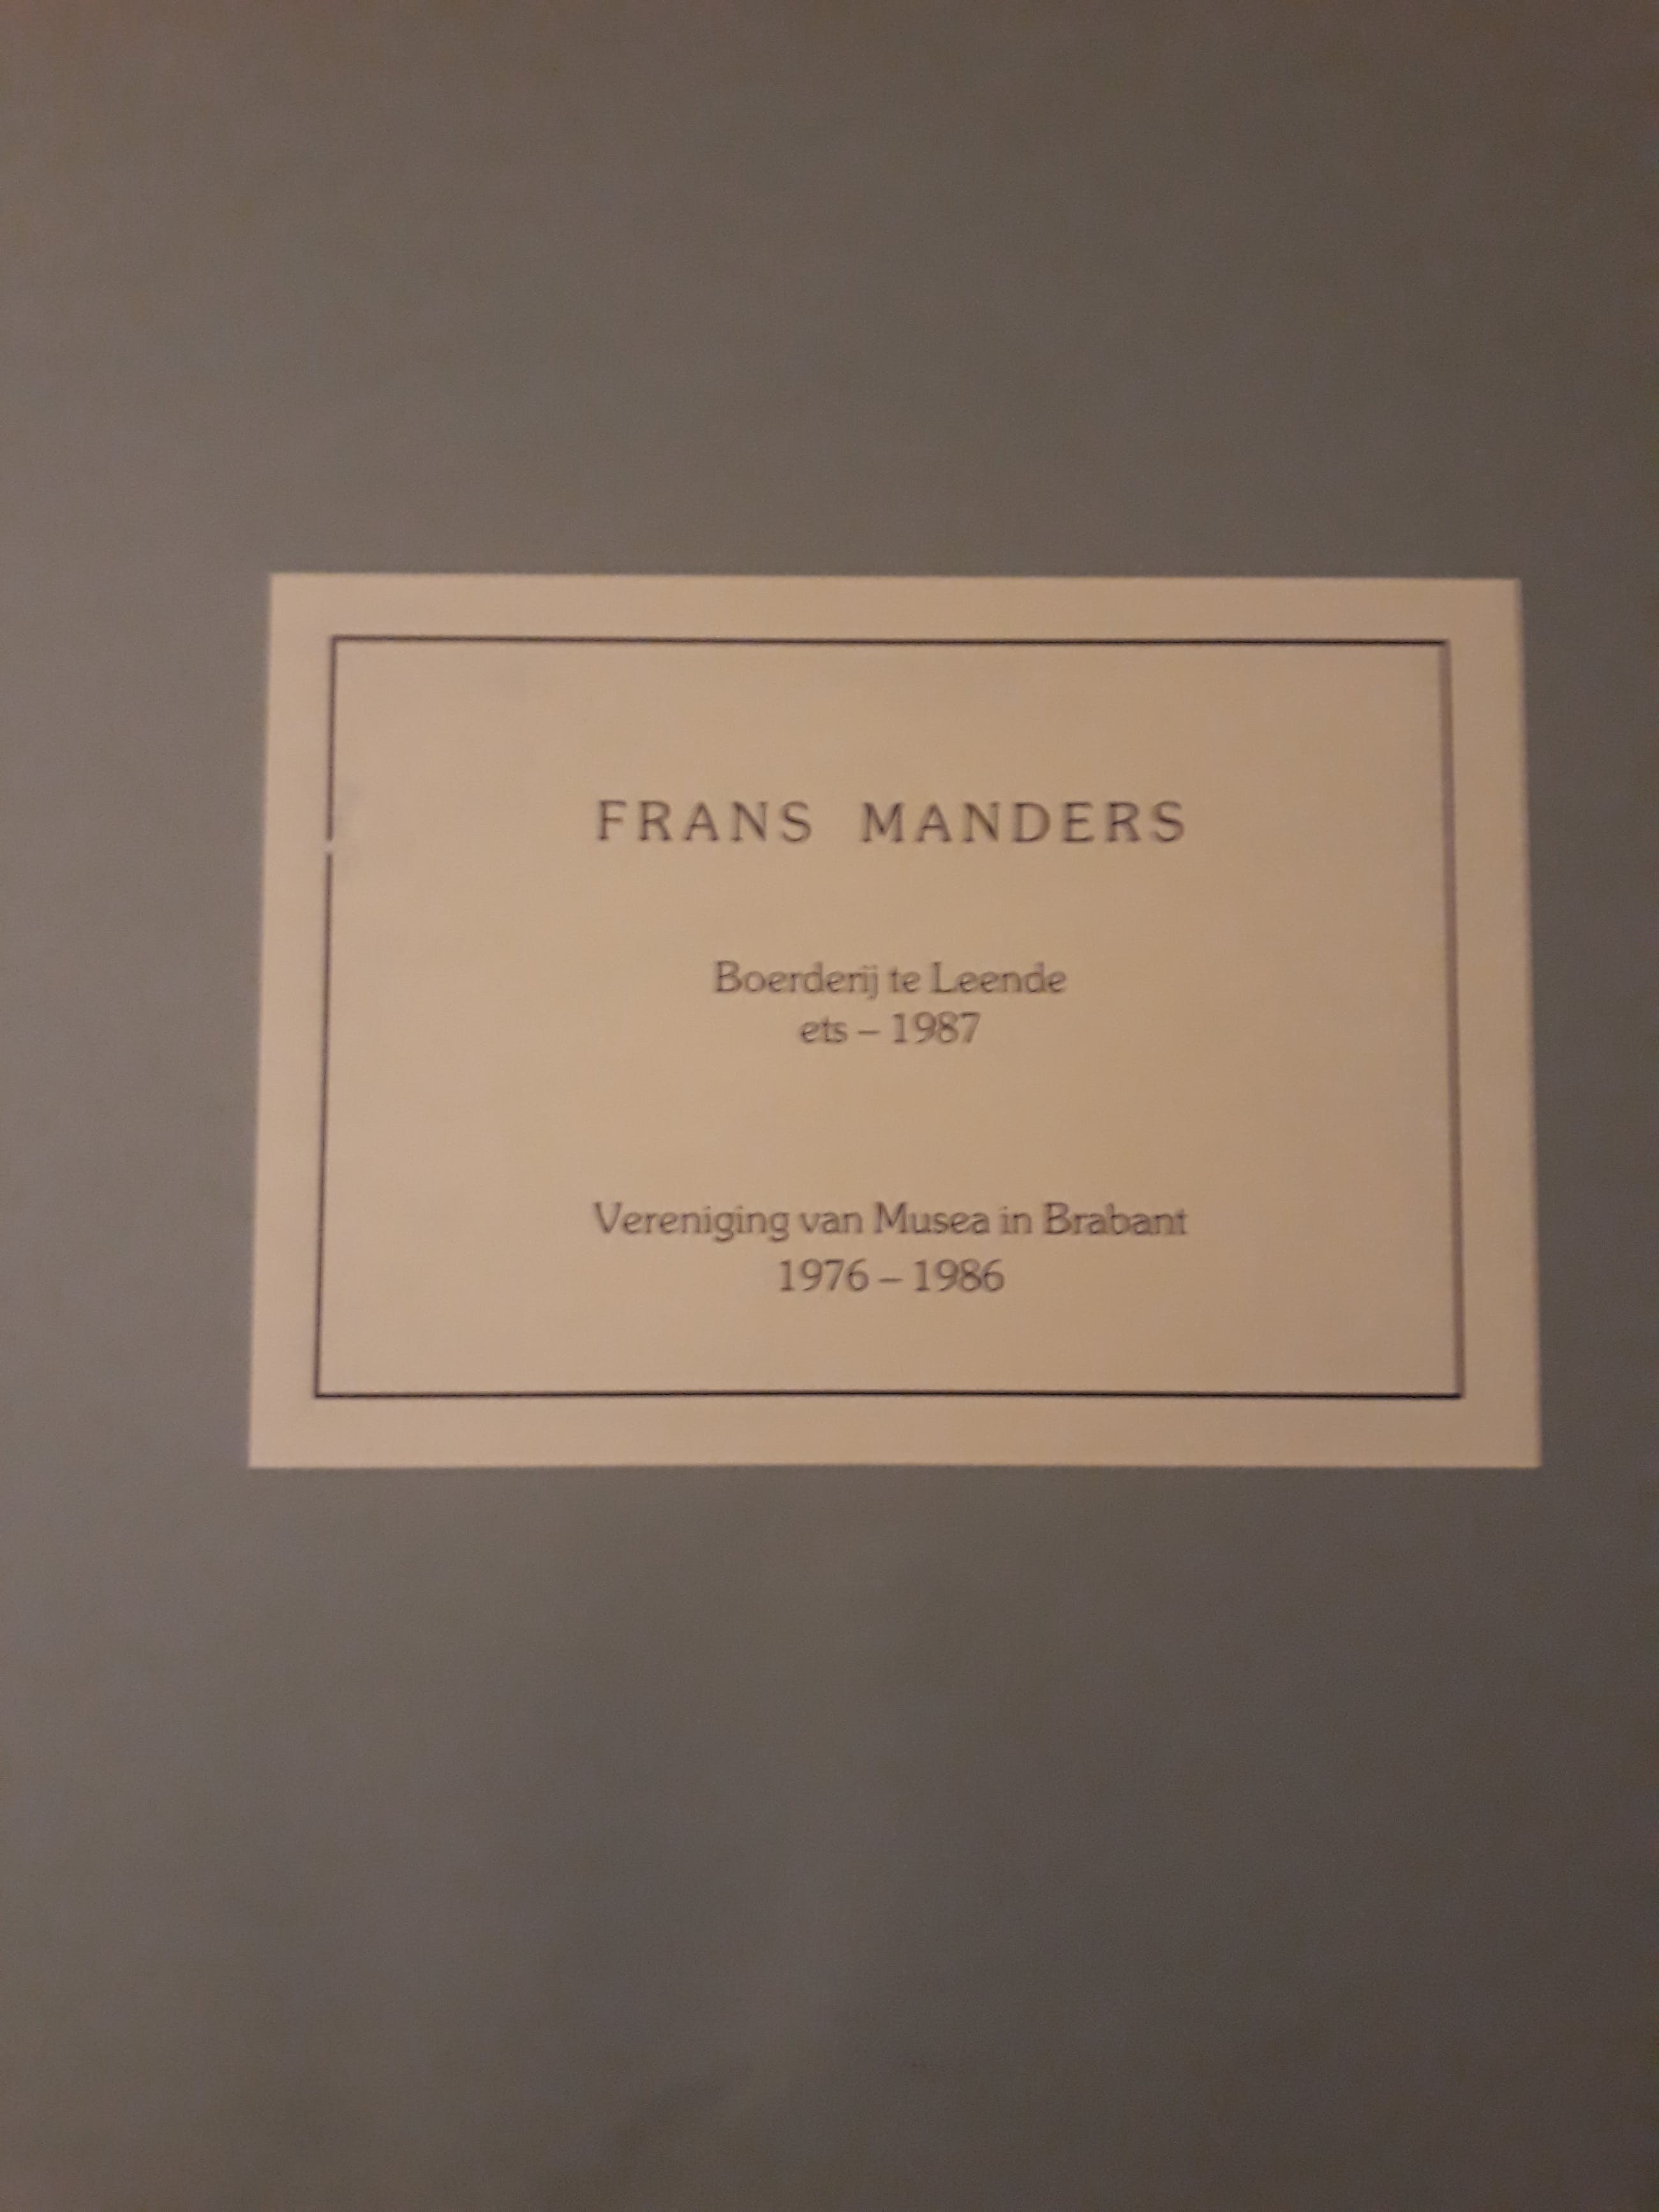 FRANS MANDERS
Boerderij te Leende
ets – 1987
Vereniging van Musea in Brabant
1976 – 1986